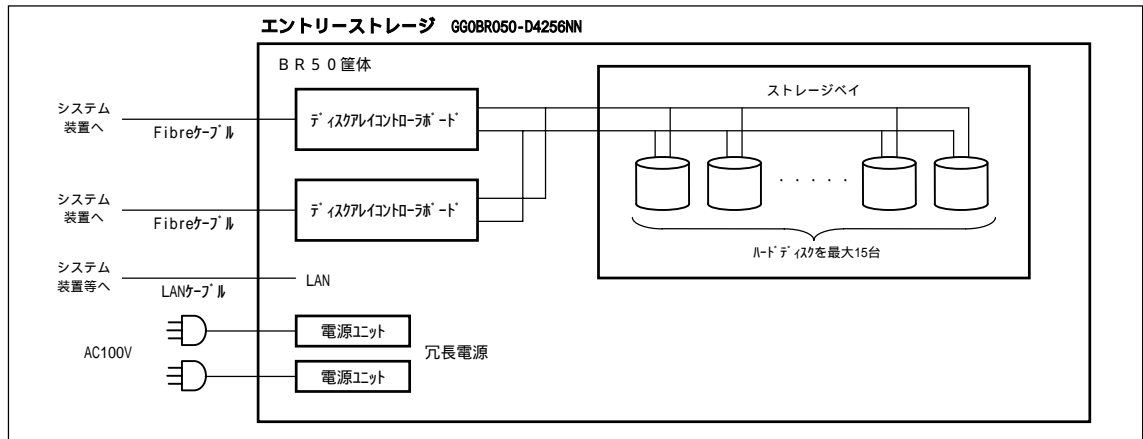 エントリーストレージ GG0BR050-D4256NN
BR50筐体
システム
装置へ
Fibreケーブル
ディスクアレイコントローラボード
ストレージベイ
・・・・・
ハードディスクを最大15台
システム
装置へ
Fibreケーブル
ディスクアレイコントローラボード
システム
装置等へ
LANケーブル
LAN
AC100V
電源ユニット
電源ユニット
冗長電源